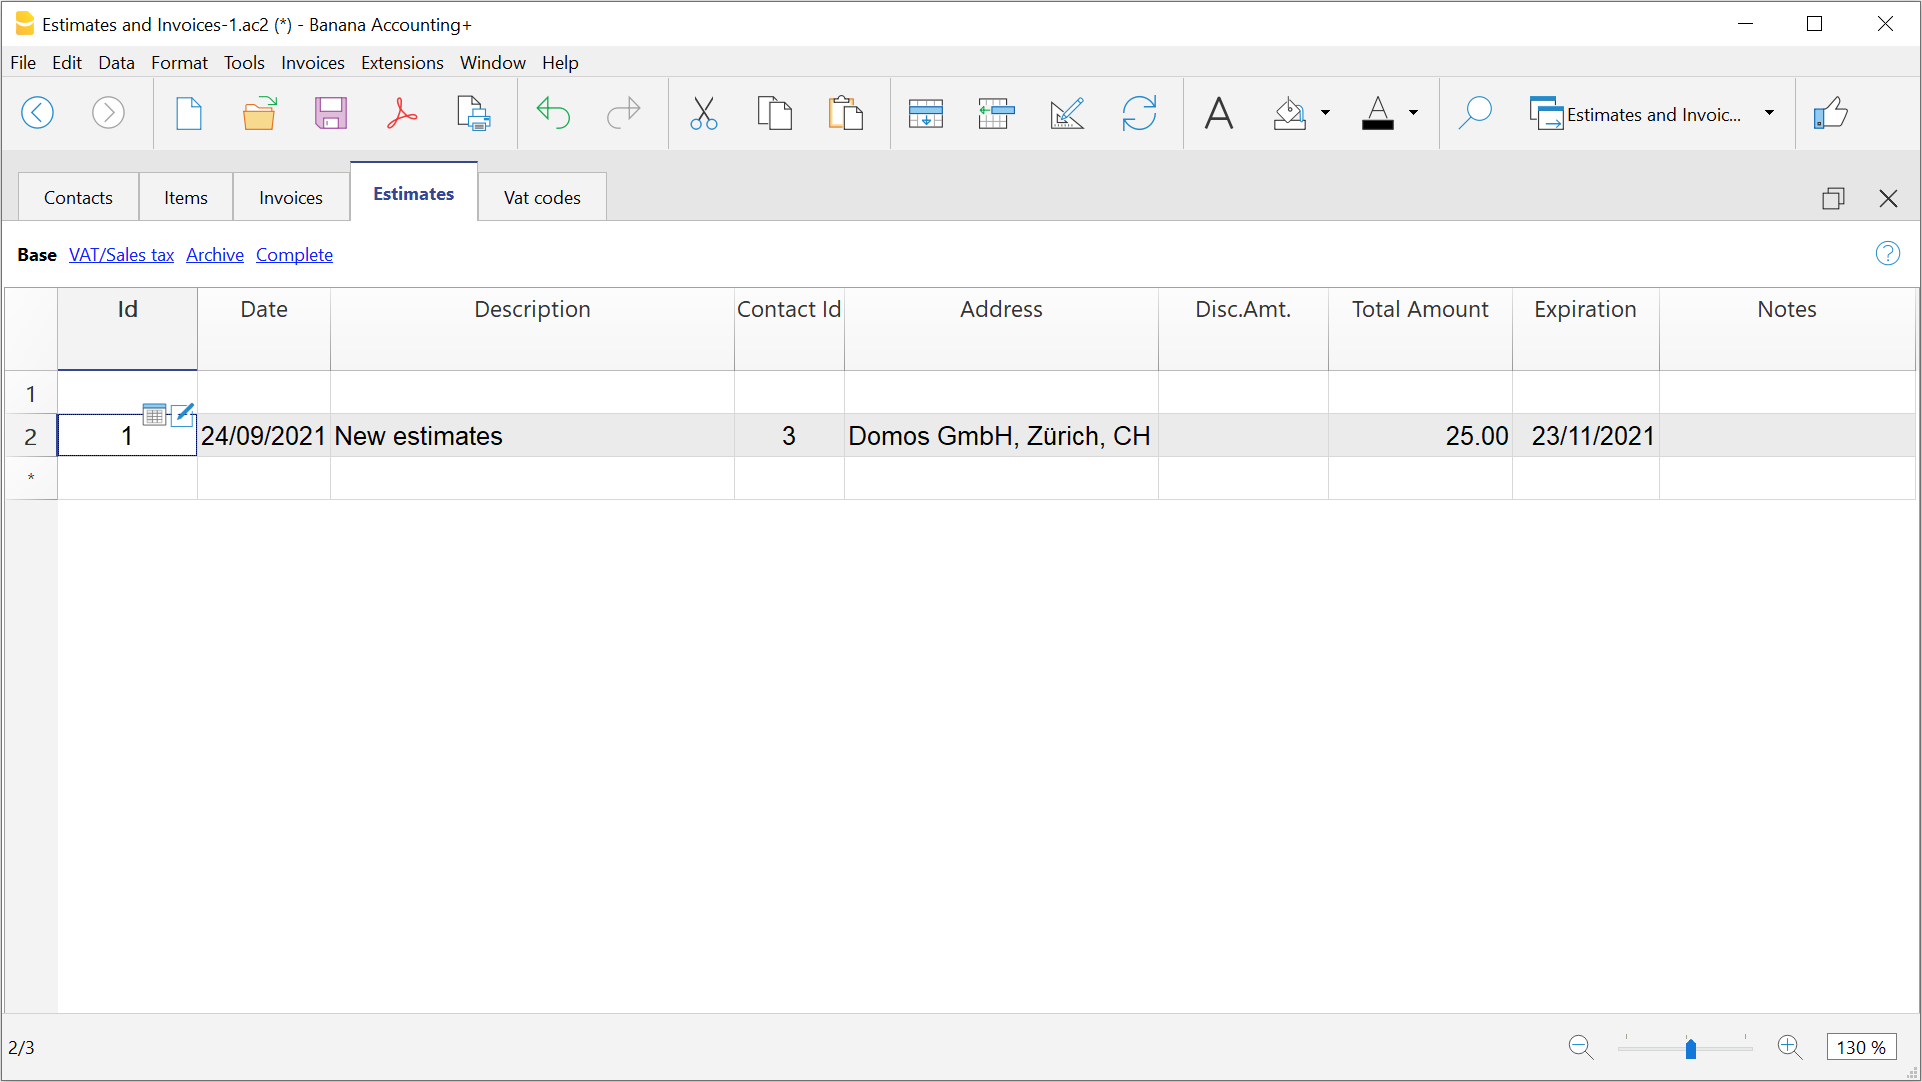 Estimates and Invoices-1.ac2 (*) - Banana Accounting+
File Edit Data Format Tools Invoices Extensions Window Help
Estimates and Invoic...
Contacts Items Invoices Estimates Vat codes
Base VAT/Sales tax Archive Complete
Id Date Description Contact Id Address Disc.Amt. Total Amount Expiration Notes
1
2 1 24/09/2021 New estimates 3 Domos GmbH, Zürich, CH 25.00 23/11/2021
*
2/3 130 %